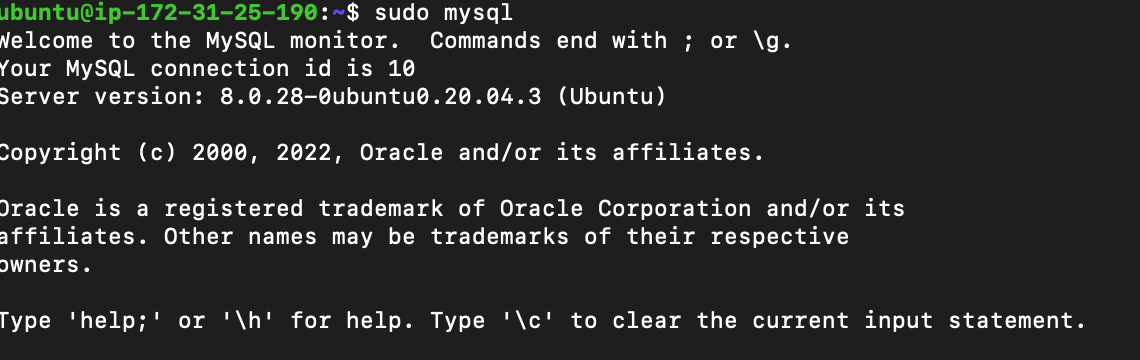 ubuntu@ip-172-31-25-190:~$ sudo mysql
Welcome to the MySQL monitor.  Commands end with ; or \g.
Your MySQL connection id is 10
Server version: 8.0.28-0ubuntu0.20.04.3 (Ubuntu)
Copyright (c) 2000, 2022, Oracle and/or its affiliates.
Oracle is a registered trademark of Oracle Corporation and/or its
affiliates. Other names may be trademarks of their respective
owners.
Type 'help;' or '\h' for help. Type '\c' to clear the current input statement.